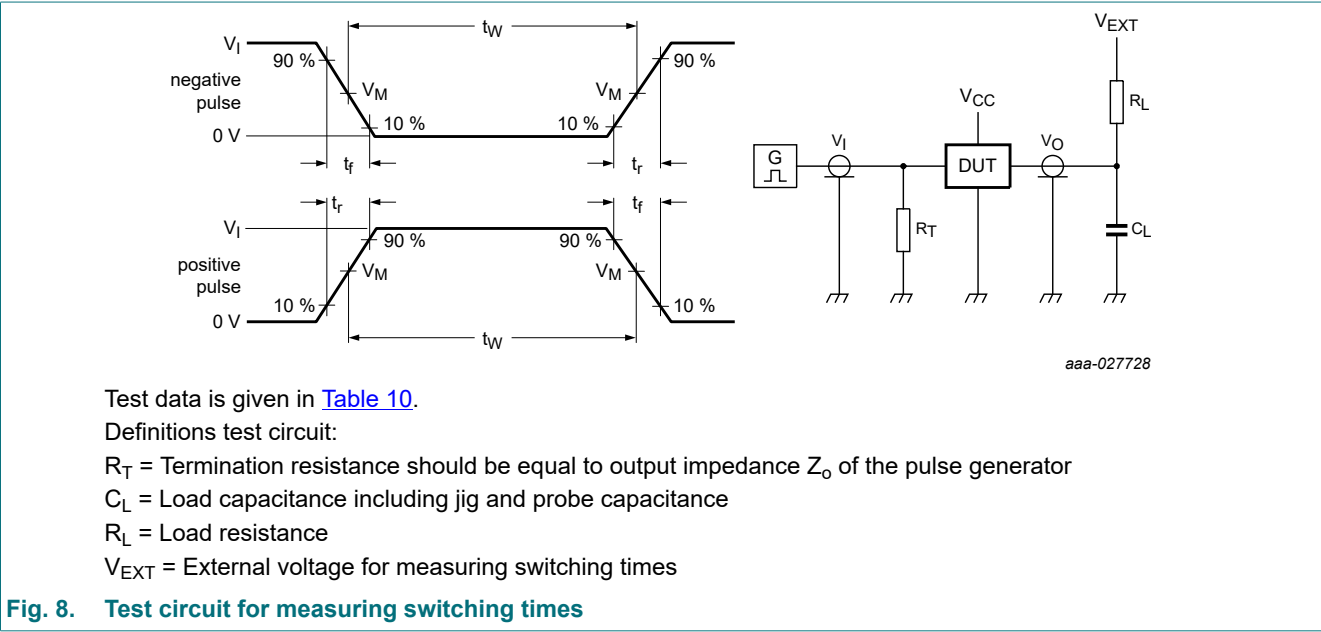 t_W
V_I
90 %
90 %
negative
pulse
V_M
V_M
10 %
10 %
0 V
t_f
t_r
t_r
t_f
V_I
90 %
90 %
positive
pulse
V_M
V_M
10 %
10 %
0 V
t_W
V_EXT
R_L
V_CC
V_I
V_O
G
DUT
R_T
C_L
aaa-027728
Test data is given in Table 10.
Definitions test circuit:
R_T = Termination resistance should be equal to output impedance Z_o of the pulse generator
C_L = Load capacitance including jig and probe capacitance
R_L = Load resistance
V_EXT = External voltage for measuring switching times
Fig. 8. Test circuit for measuring switching times